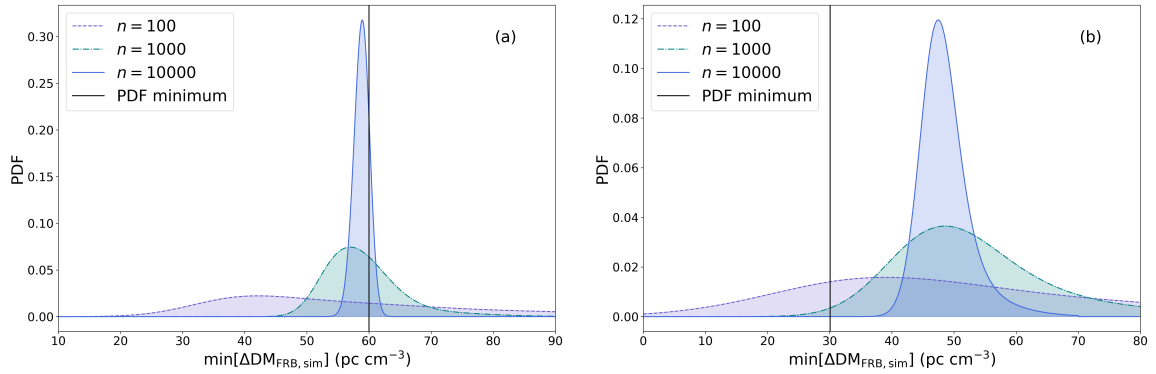 (a)
n = 100
n = 1000
n = 10000
PDF minimum
PDF
0.30
0.25
0.20
0.15
0.10
0.05
0.00
10 20 30 40 50 60 70 80 90
min[ΔDM_FRB, sim] (pc cm⁻³)
(b)
n = 100
n = 1000
n = 10000
PDF minimum
PDF
0.12
0.10
0.08
0.06
0.04
0.02
0.00
0 10 20 30 40 50 60 70 80
min[ΔDM_FRB, sim] (pc cm⁻³)